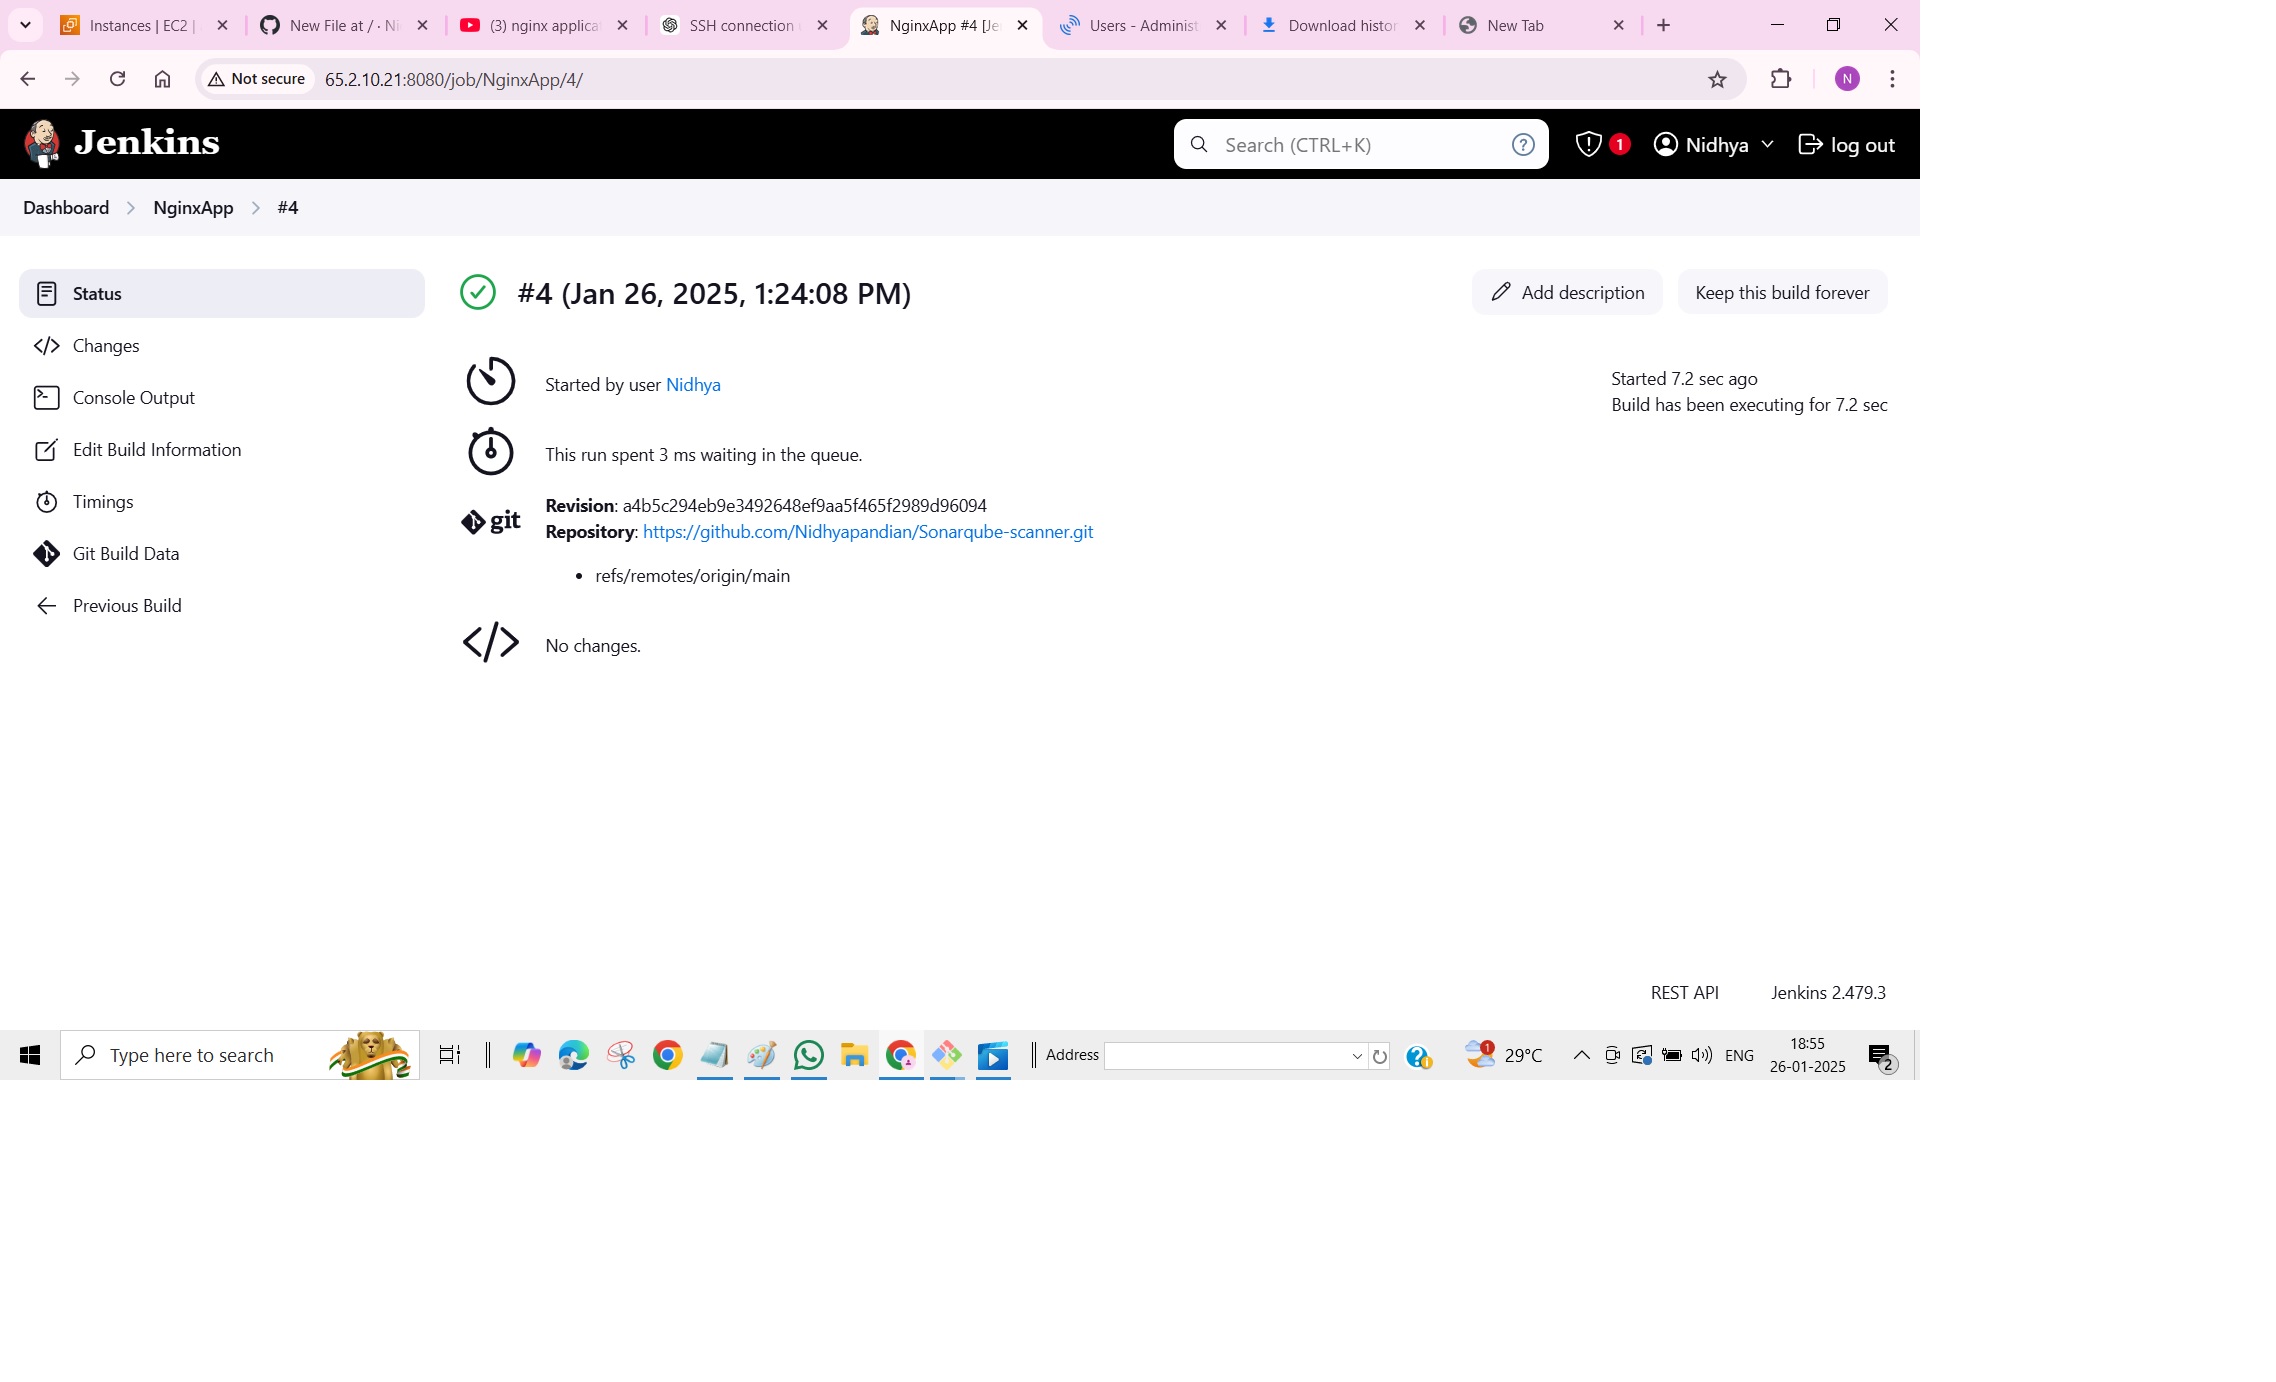 Instances | EC2 |
New File at / · Ni
(3) nginx applica
SSH connection
NginxApp #4 [Je
Users - Administ
Download histor
New Tab
Not secure
65.2.10.21:8080/job/NginxApp/4/
N
Jenkins
Search (CTRL+K)
1
Nidhya
log out
Dashboard
NginxApp
#4
Status
Changes
Console Output
Edit Build Information
Timings
Git Build Data
Previous Build
#4 (Jan 26, 2025, 1:24:08 PM)
Add description
Keep this build forever
Started by user Nidhya
Started 7.2 sec ago
Build has been executing for 7.2 sec
This run spent 3 ms waiting in the queue.
git
Revision: a4b5c294eb9e3492648ef9aa5f465f2989d96094
Repository: https://github.com/Nidhyapandian/Sonarqube-scanner.git
• refs/remotes/origin/main
No changes.
REST API
Jenkins 2.479.3
Type here to search
Address
1
29°C
ENG
18:55
26-01-2025
2